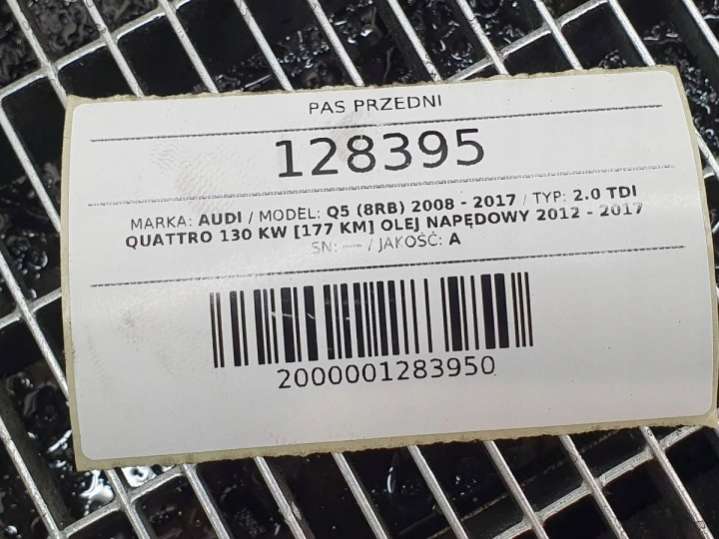 PAS PRZEDNI
128395
MARKA: AUDI / MODEL: Q5 (8RB) 2008 - 2017 / TYP: 2.0 TDI
QUATTRO 130 KW [177 KM] OLEJ NAPĘDOWY 2012 - 2017
SN: --- / JAKOŚĆ: A
2000001283950